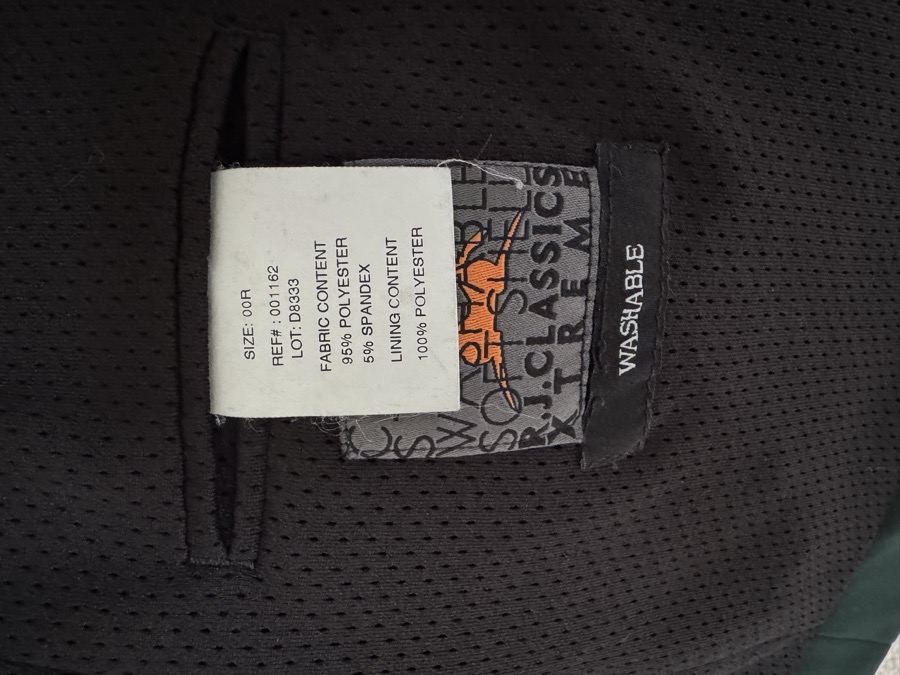 SIZE: 00R
REF# : 001162
LOT: D8333
FABRIC CONTENT
95% POLYESTER
5% SPANDEX
LINING CONTENT
100% POLYESTER
R.J.CLASSICS
XTREME
WASHABLE